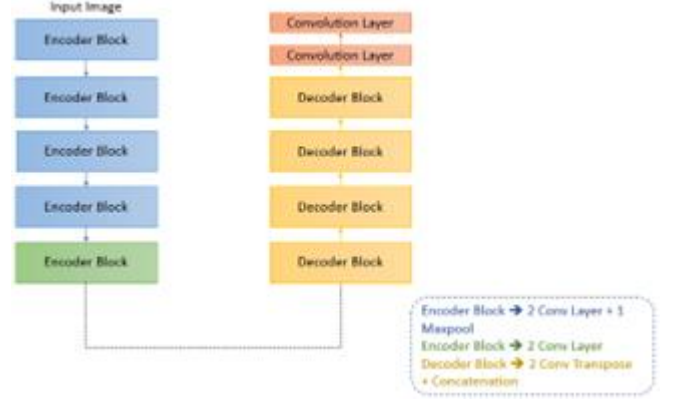 Input Image
Encoder Block
Encoder Block
Encoder Block
Encoder Block
Encoder Block
Convolution Layer
Convolution Layer
Decoder Block
Decoder Block
Decoder Block
Decoder Block
Encoder Block ➔ 2 Conv Layer + 1
Maxpool
Encoder Block ➔ 2 Conv Layer
Decoder Block ➔ 2 Conv Transpose
+ Concatenation